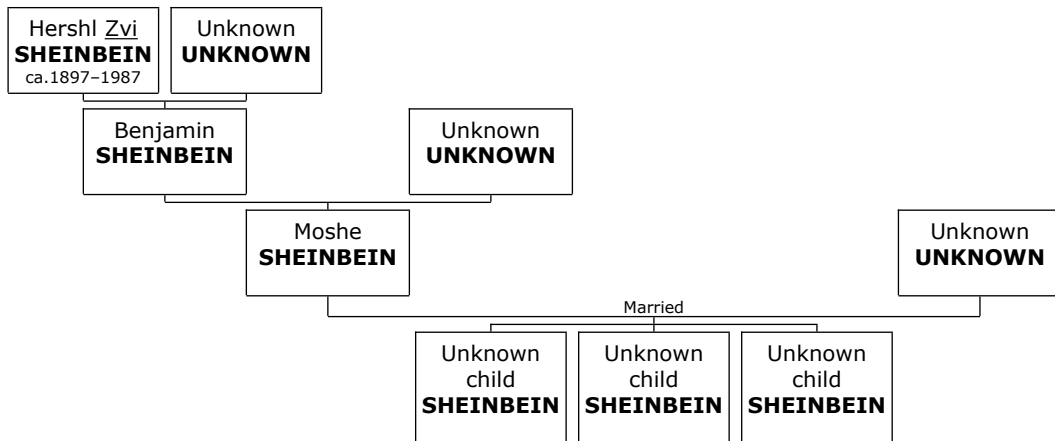 Hershl Zvi
SHEINBEIN
ca.1897–1987
Unknown
UNKNOWN
Benjamin
SHEINBEIN
Unknown
UNKNOWN
Moshe
SHEINBEIN
Unknown
UNKNOWN
Married
Unknown
child
SHEINBEIN
Unknown
child
SHEINBEIN
Unknown
child
SHEINBEIN